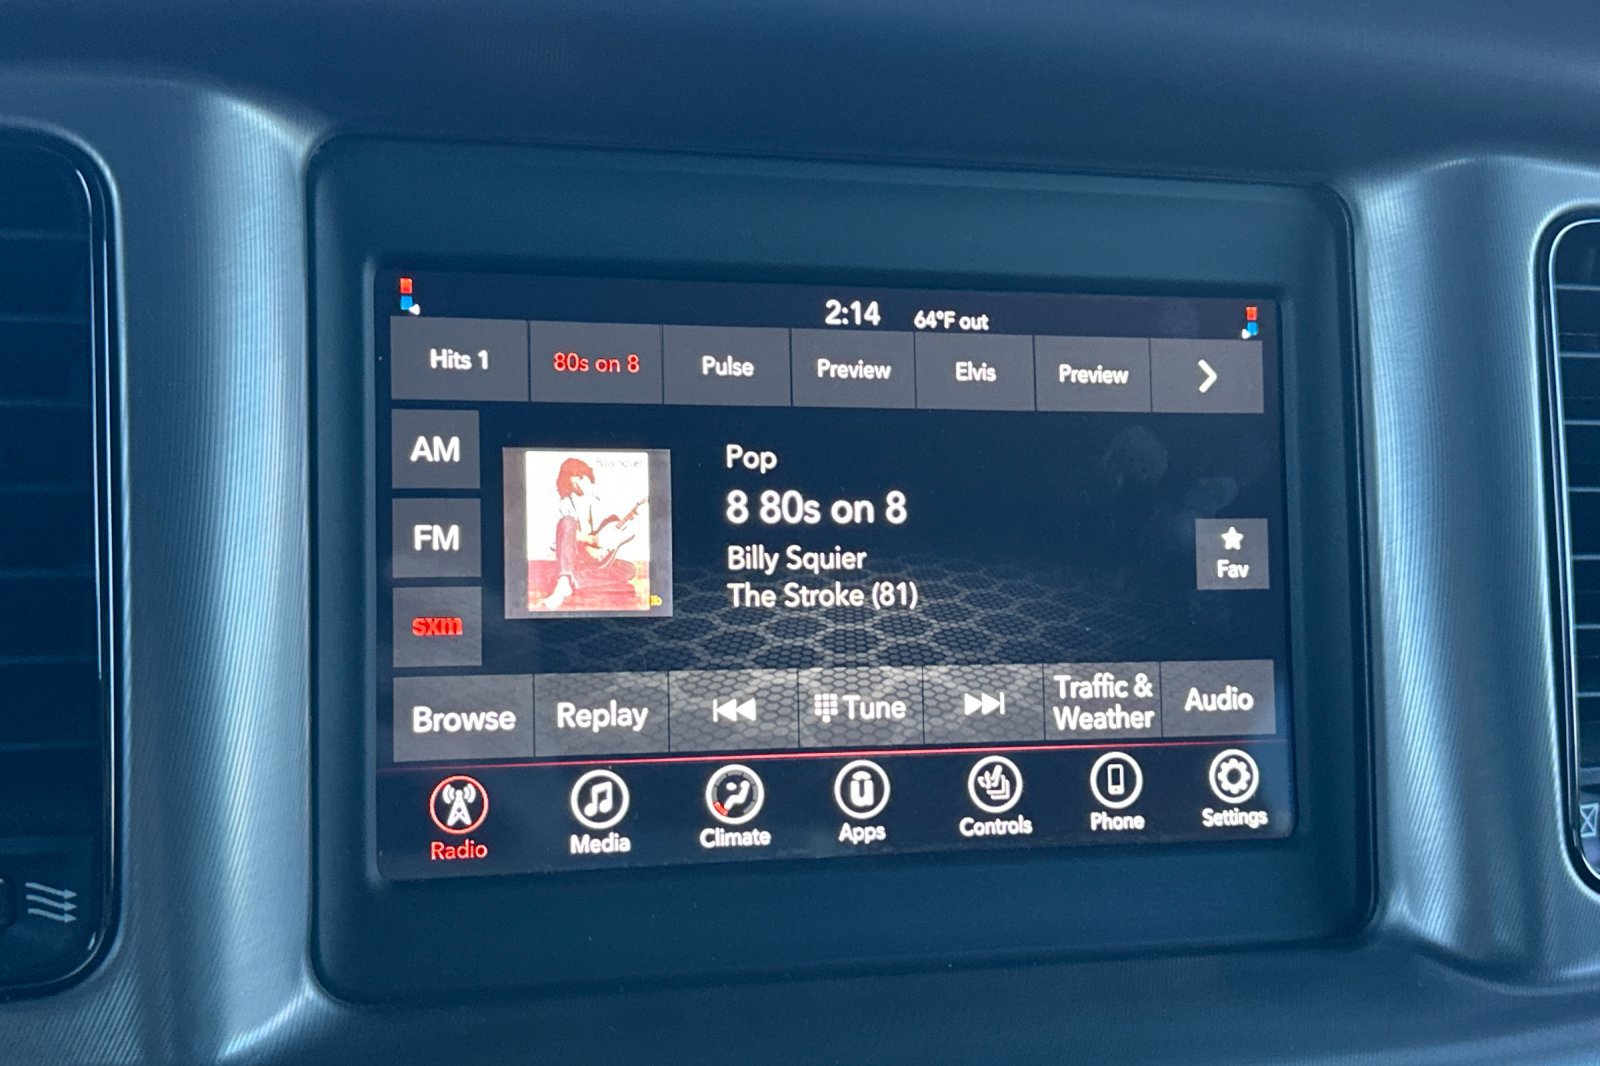 2:14 64°F out
Hits 1 80s on 8 Pulse Preview Elvis Preview
AM
FM
sxm
Billy Squier
Pop
8 80s on 8
Billy Squier
The Stroke (81)
Fav
Browse Replay Tune Traffic & Weather Audio
Radio Media Climate Apps Controls Phone Settings